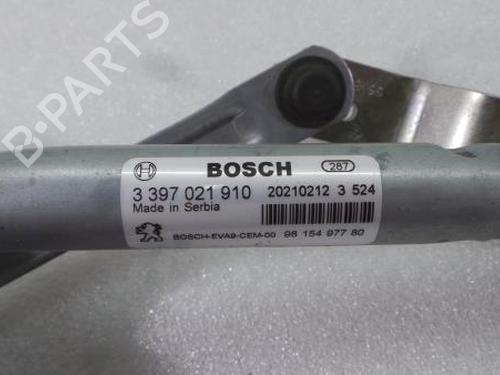 B-PARTS
BOSCH
287
3 397 021 910
20210212 3 524
Made in Serbia
BOSCH-EVA9-CEM-00
98 154 977 80